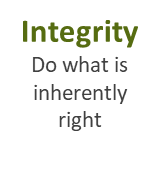 Integrity
Do what is
inherently
right